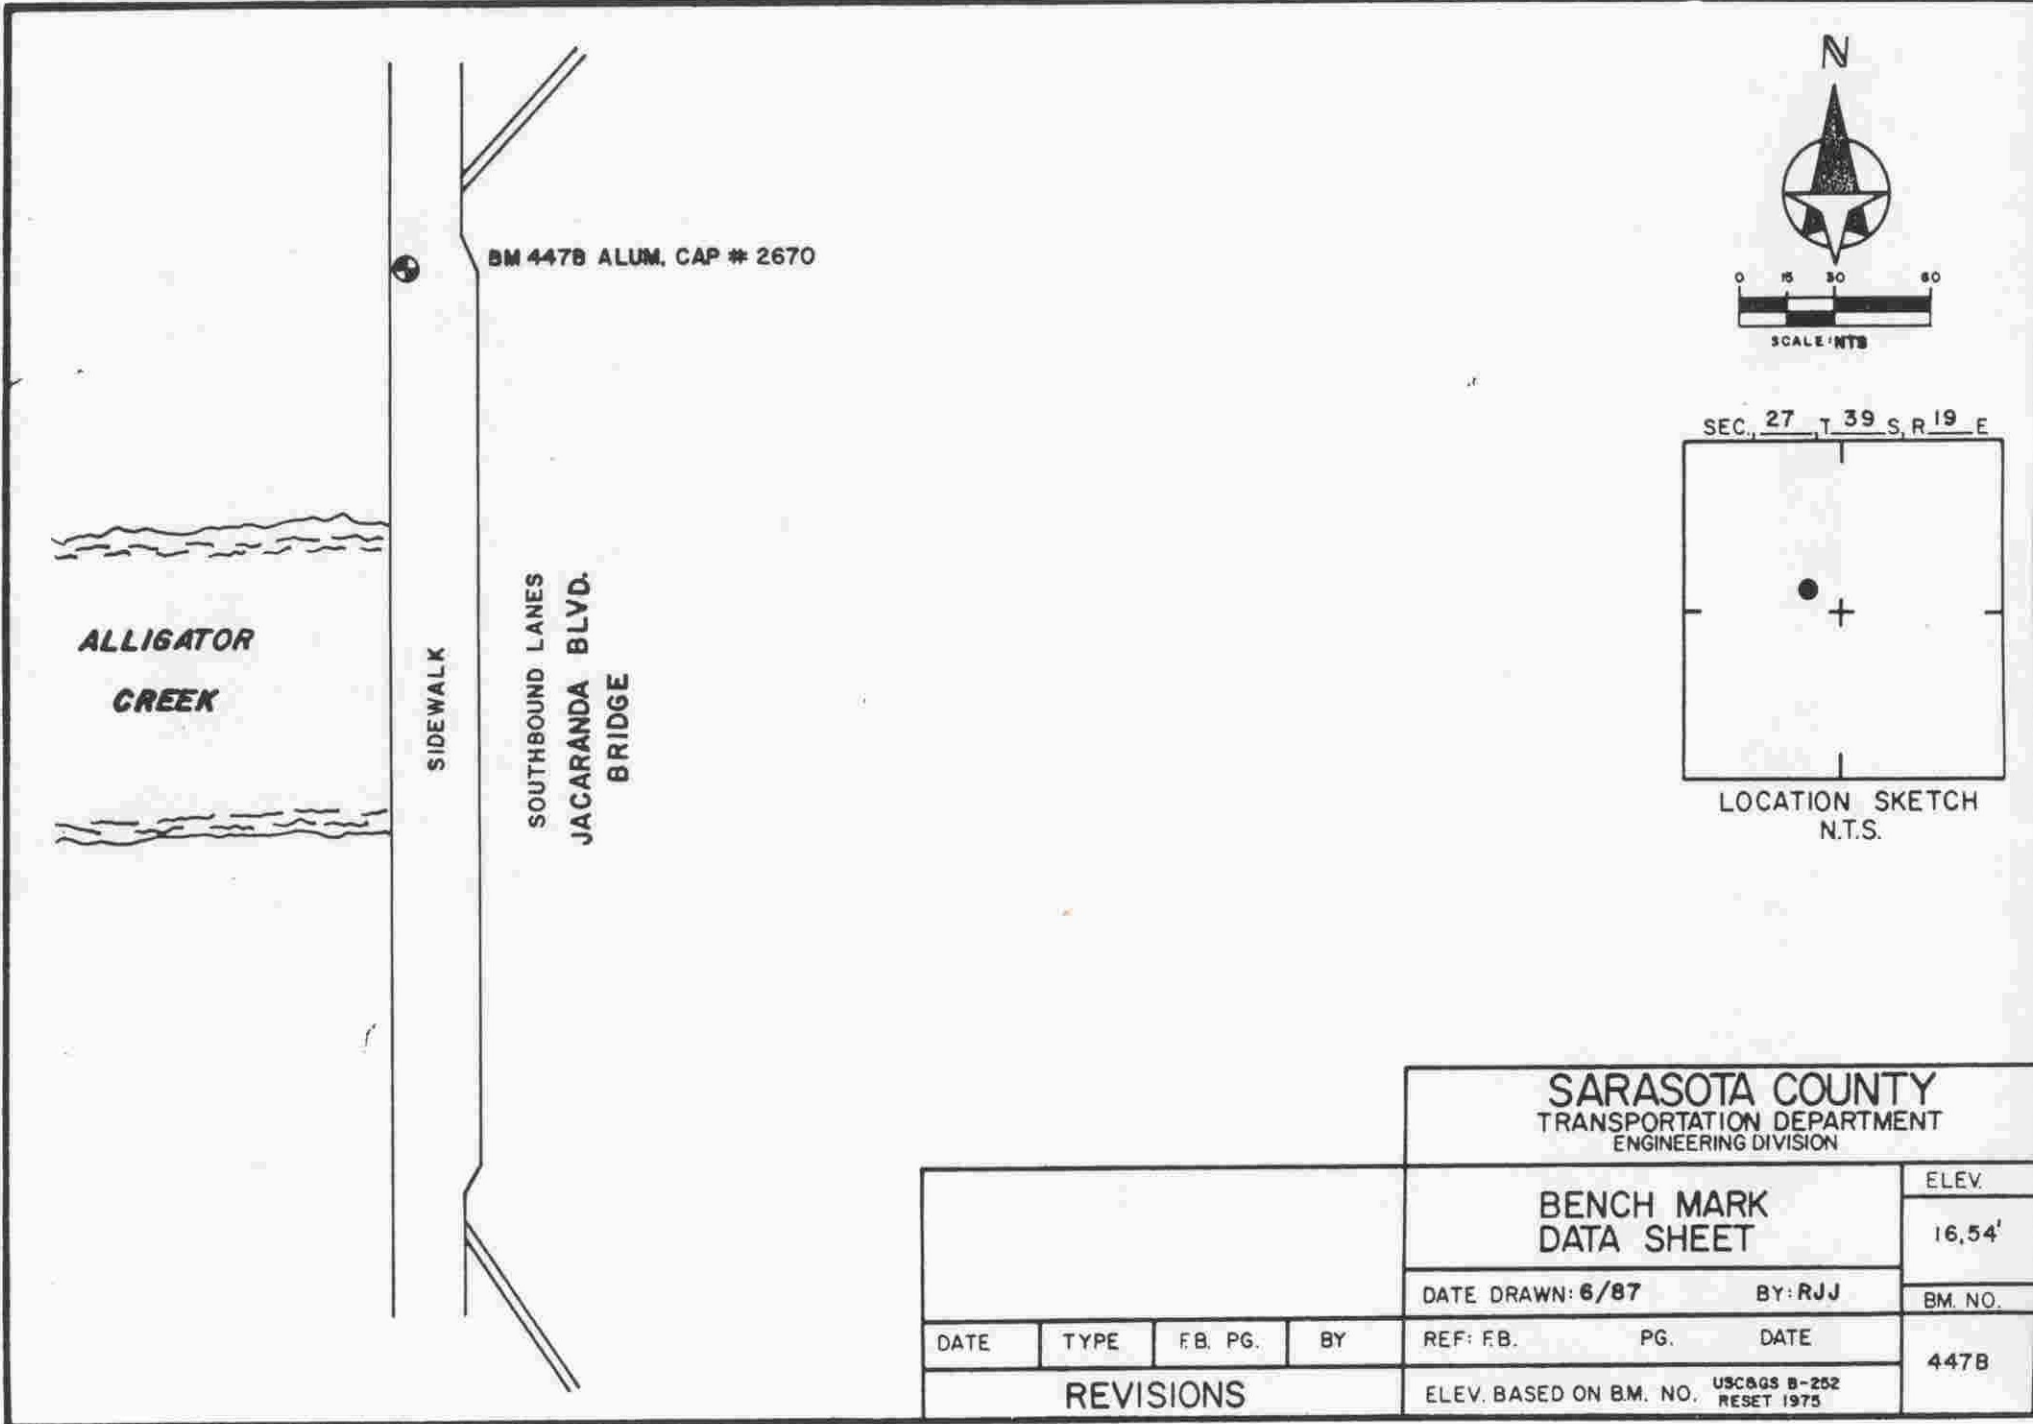 N
BM 447B ALUM. CAP # 2670
0 15 30 60
SCALE: NTS
SEC. 27 T 39 S, R 19 E
LOCATION SKETCH
N.T.S.
ALLIGATOR
CREEK
SIDEWALK
SOUTHBOUND LANES
JACARANDA BLVD.
BRIDGE
SARASOTA COUNTY
TRANSPORTATION DEPARTMENT
ENGINEERING DIVISION
BENCH MARK
DATA SHEET
ELEV.
16.54'
DATE DRAWN: 6/87 BY: RJJ
BM. NO.
447B
DATE TYPE F.B. PG. BY
REVISIONS
REF: F.B. PG. DATE
ELEV. BASED ON B.M. NO. USC&GS B-252
RESET 1975